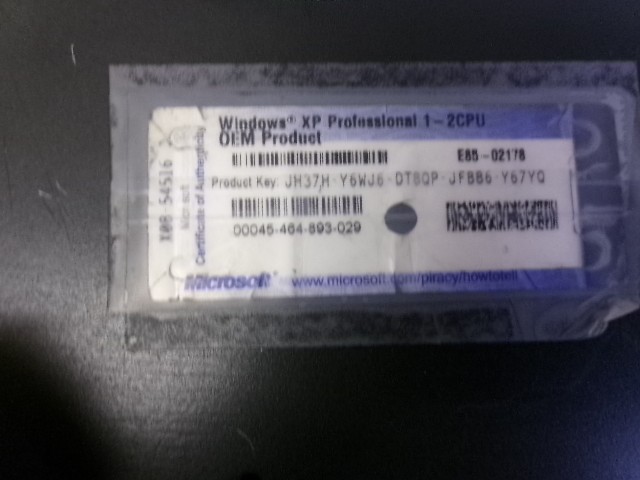 Windows® XP Professional 1-2CPU
OEM Product
E85-02178
Product Key: JH37H-Y6WJ6-DT8QP-JFBB6-Y67YQ
00045-464-893-029
X08 54516
Microsoft
Certificate of Authenticity
Microsoft® www.microsoft.com/piracy/howtotell